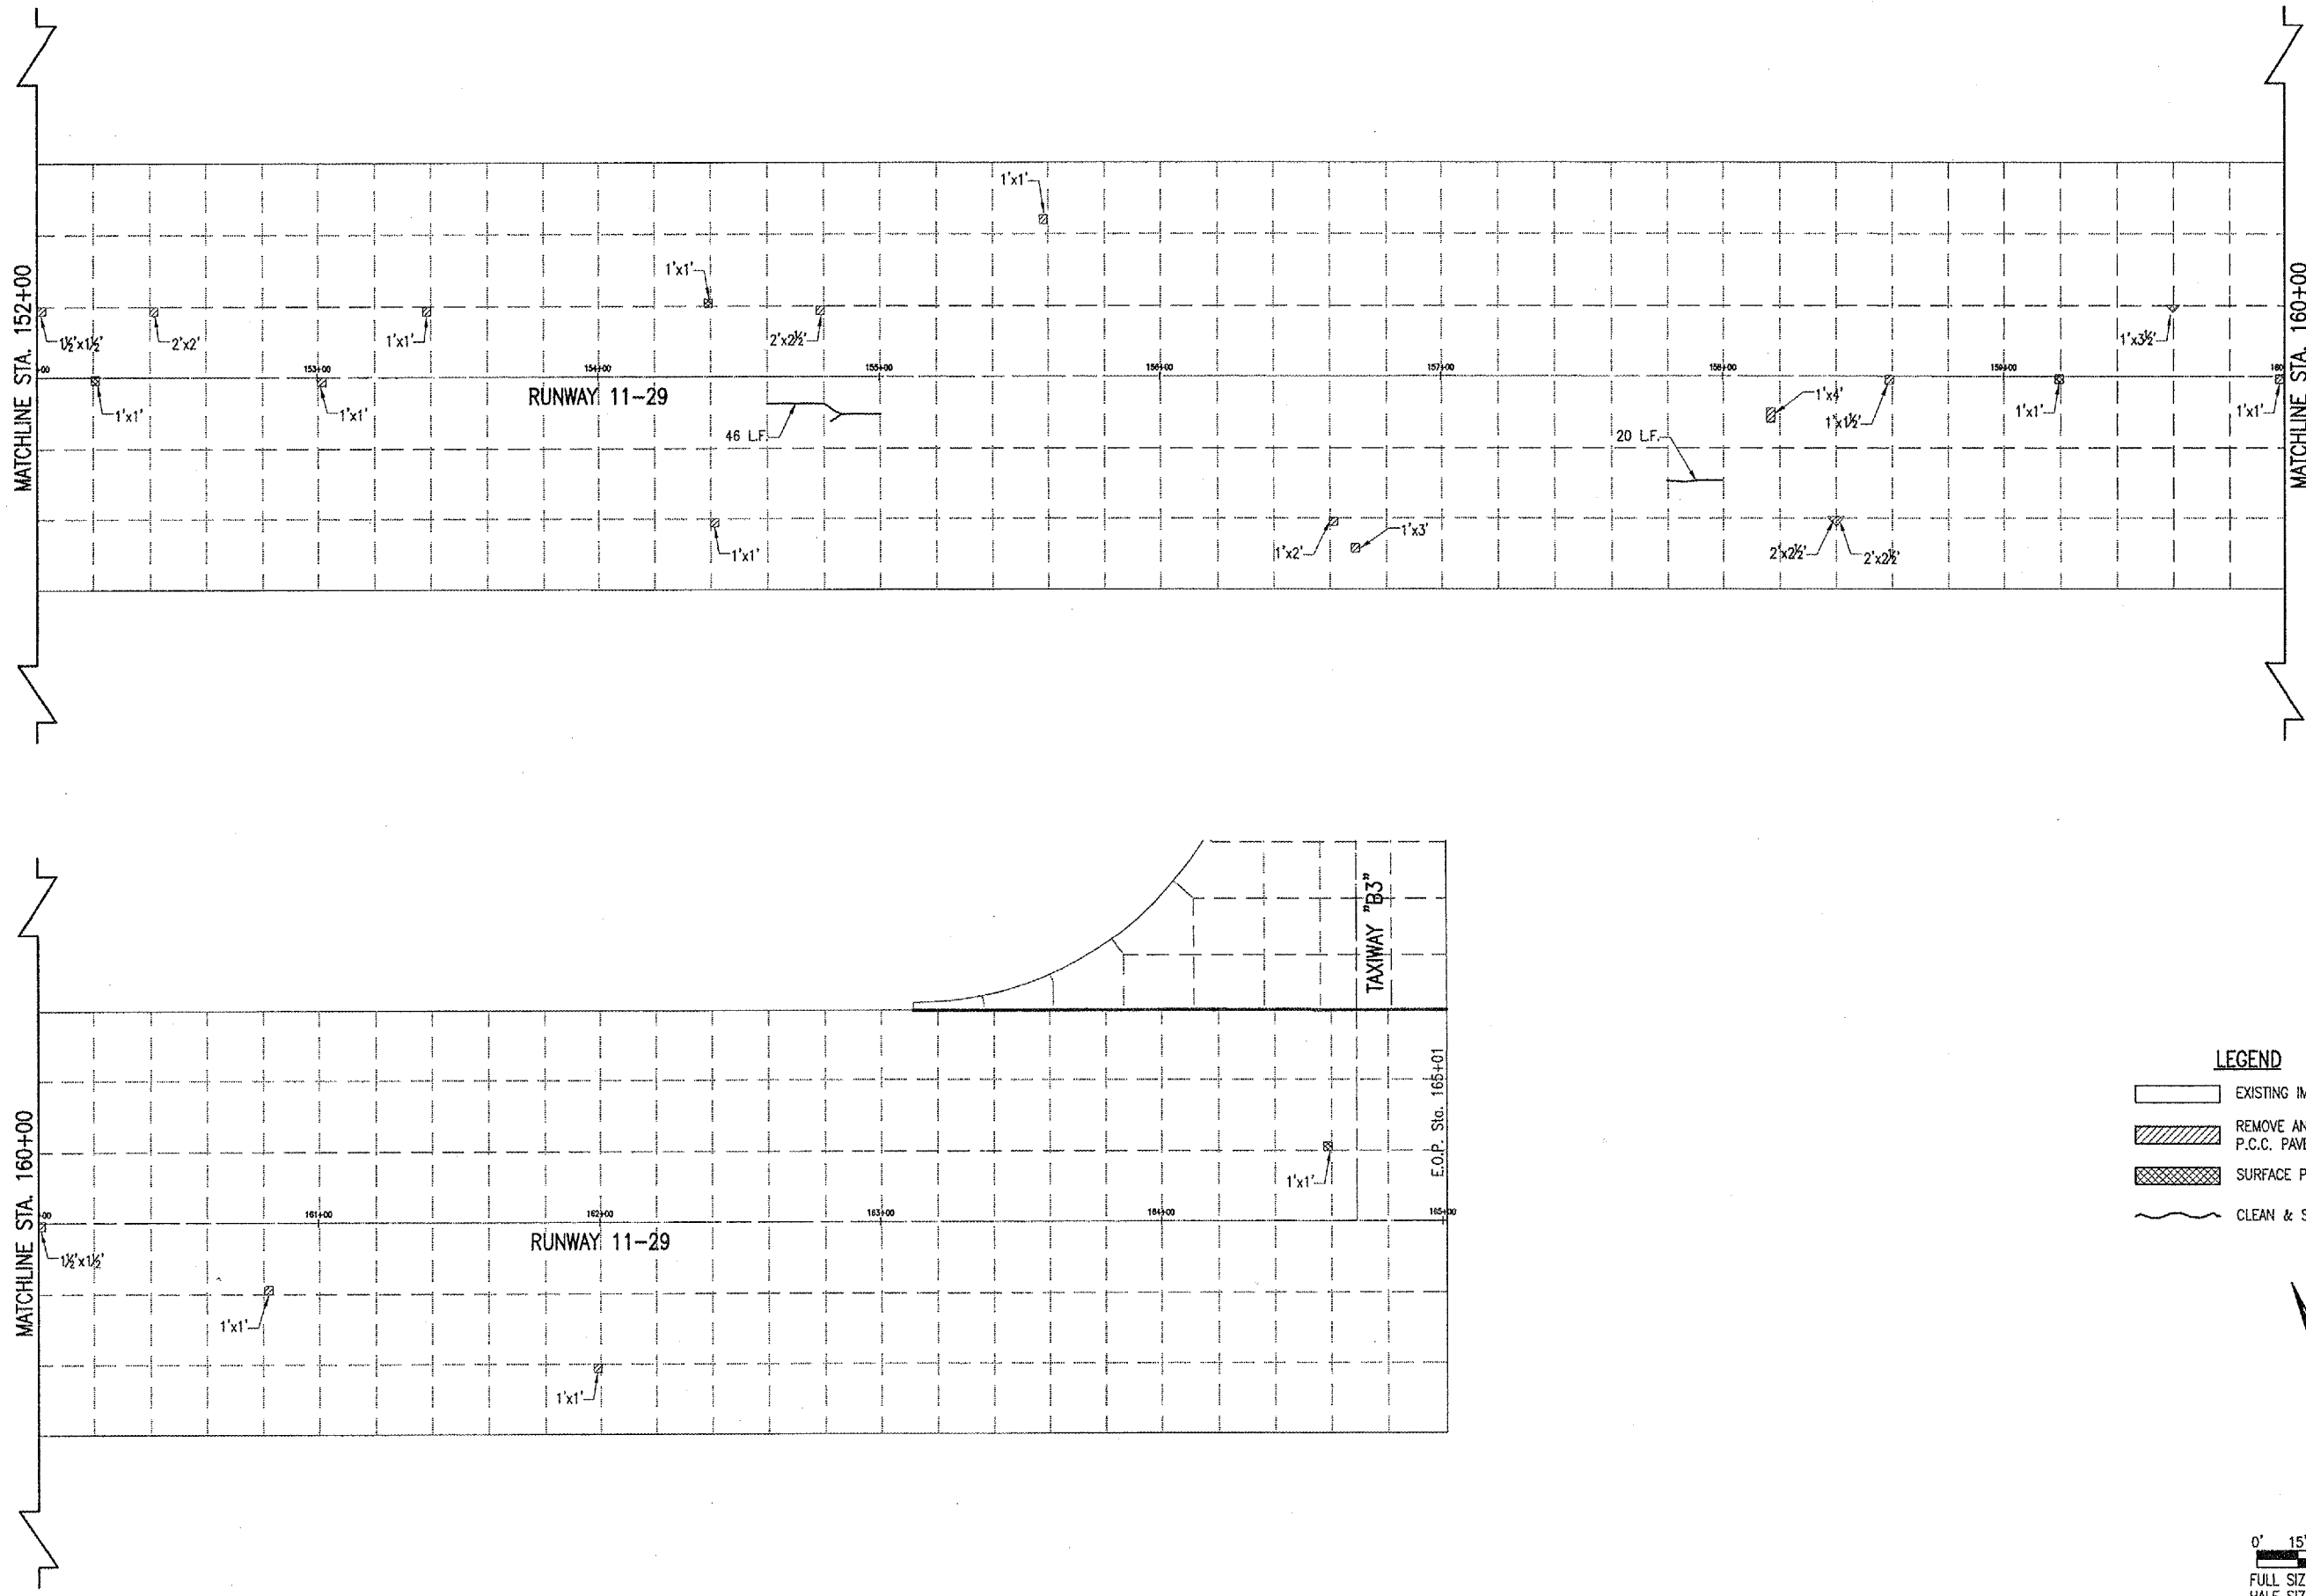 MATCHLINE STA. 152+00
MATCHLINE STA. 160+00
1'x1'
1'x1'
1½'x1½'
2'x2'
1'x1'
2'x2½'
1'x3½'
153+00
154+00
155+00
156+00
157+00
158+00
159+00
RUNWAY 11-29
1'x1'
1'x1'
46 L.F.
20 L.F.
1'x4'
1'x1½'
1'x1'
1'x1'
1'x1'
1'x2'
1'x3'
2'x2½'
2'x2½'
TAXIWAY "B3"
E.O.P. Sta. 165+01
MATCHLINE STA. 160+00
1'x1'
161+00
162+00
163+00
164+00
165+00
RUNWAY 11-29
1½'x1½'
1'x1'
1'x1'
LEGEND
EXISTING
REMOVE
P.C.C.
SURFACE
CLEAN &
0' 15'
FULL
HALF